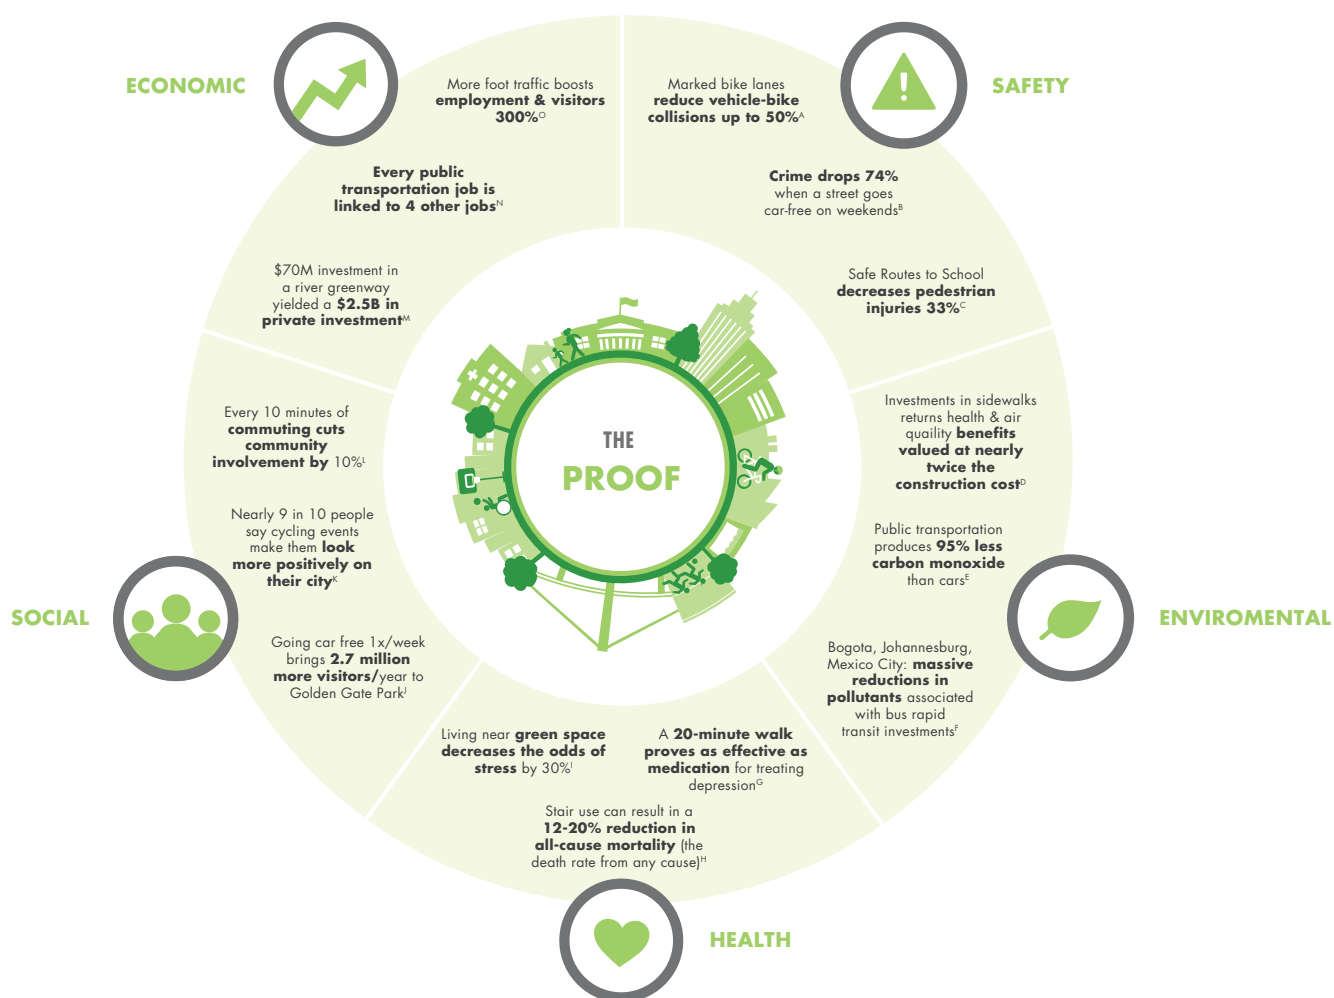 ECONOMIC
More foot traffic boosts
employment & visitors
300%O
Every public
transportation job is
linked to 4 other jobsN
$70M investment in
a river greenway
yielded a $2.5B in
private investmentM
SAFETY
Marked bike lanes
reduce vehicle-bike
collisions up to 50%A
Crime drops 74%
when a street goes
car-free on weekendsB
Safe Routes to School
decreases pedestrian
injuries 33%C
THE
PROOF
Investments in sidewalks
returns health & air
quaility benefits
valued at nearly
twice the
construction costD
Public transportation
produces 95% less
carbon monoxide
than carsE
Bogota, Johannesburg,
Mexico City: massive
reductions in
pollutants associated
with bus rapid
transit investmentsF
ENVIROMENTAL
Every 10 minutes of
commuting cuts
community
involvement by 10%L
Nearly 9 in 10 people
say cycling events
make them look
more positively on
their cityK
Going car free 1x/week
brings 2.7 million
more visitors/year to
Golden Gate ParkJ
SOCIAL
Living near green space
decreases the odds of
stress by 30%I
A 20-minute walk
proves as effective as
medication for treating
depressionG
Stair use can result in a
12-20% reduction in
all-cause mortality (the
death rate from any cause)H
HEALTH